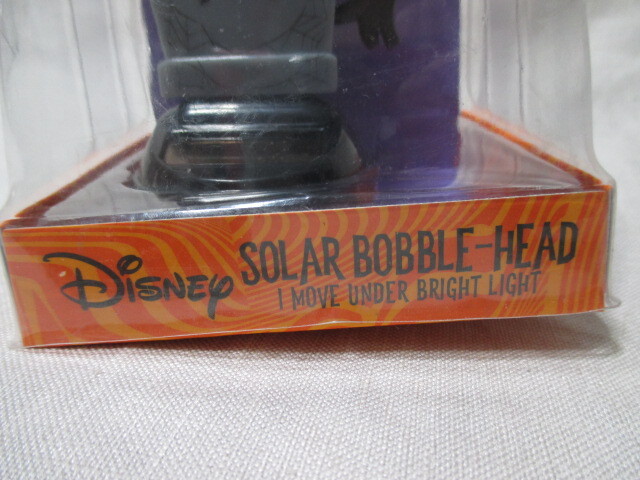 Disney SOLAR BOBBLE-HEAD
I MOVE UNDER BRIGHT LIGHT